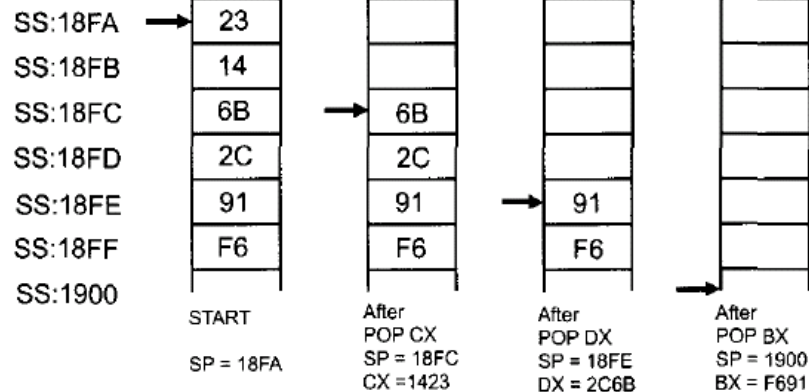 SS:18FA 23
SS:18FB 14
SS:18FC 6B 6B
SS:18FD 2C 2C
SS:18FE 91 91 91
SS:18FF F6 F6 F6
SS:1900
START
SP = 18FA
After
POP CX
SP = 18FC
CX =1423
After
POP DX
SP = 18FE
DX = 2C6B
After
POP BX
SP = 1900
BX = F691